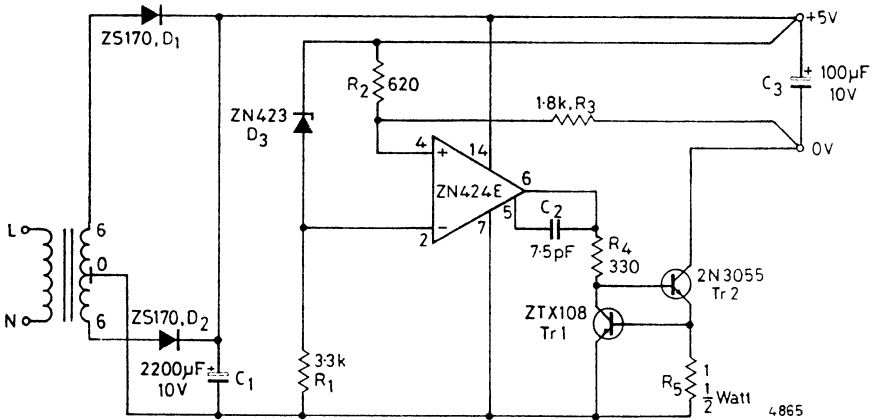 ZS170, D1
+5V
R2
620
C3
+
100µF
10V
ZN423
D3
1·8k, R3
4
+
14
0V
ZN424E
6
5
C2
7
7·5pF
2
−
L
6
0
N
6
R4
330
2N3055
Tr2
ZS170, D2
ZTX108
Tr1
2200µF
10V
+
C1
3·3k
R1
R5
1
1/2 Watt
4865